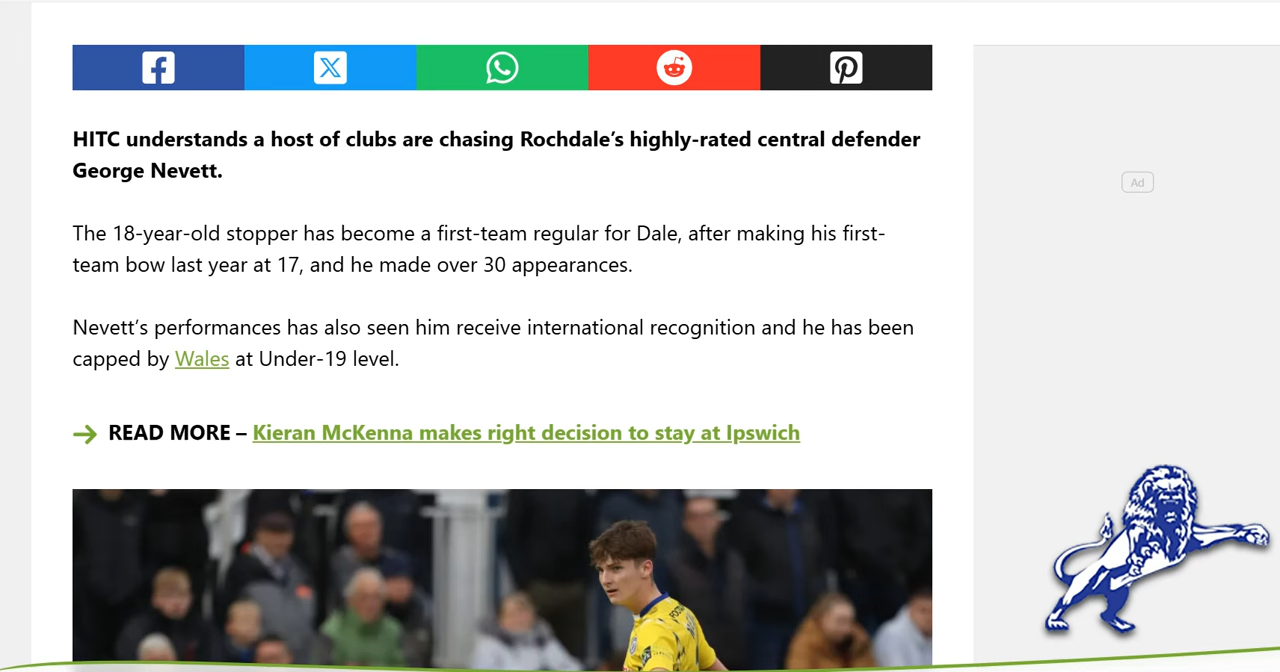 HITC understands a host of clubs are chasing Rochdale’s highly-rated central defender
George Nevett.
The 18-year-old stopper has become a first-team regular for Dale, after making his first-
team bow last year at 17, and he made over 30 appearances.
Nevett’s performances has also seen him receive international recognition and he has been
capped by Wales at Under-19 level.
READ MORE – Kieran McKenna makes right decision to stay at Ipswich
Ad